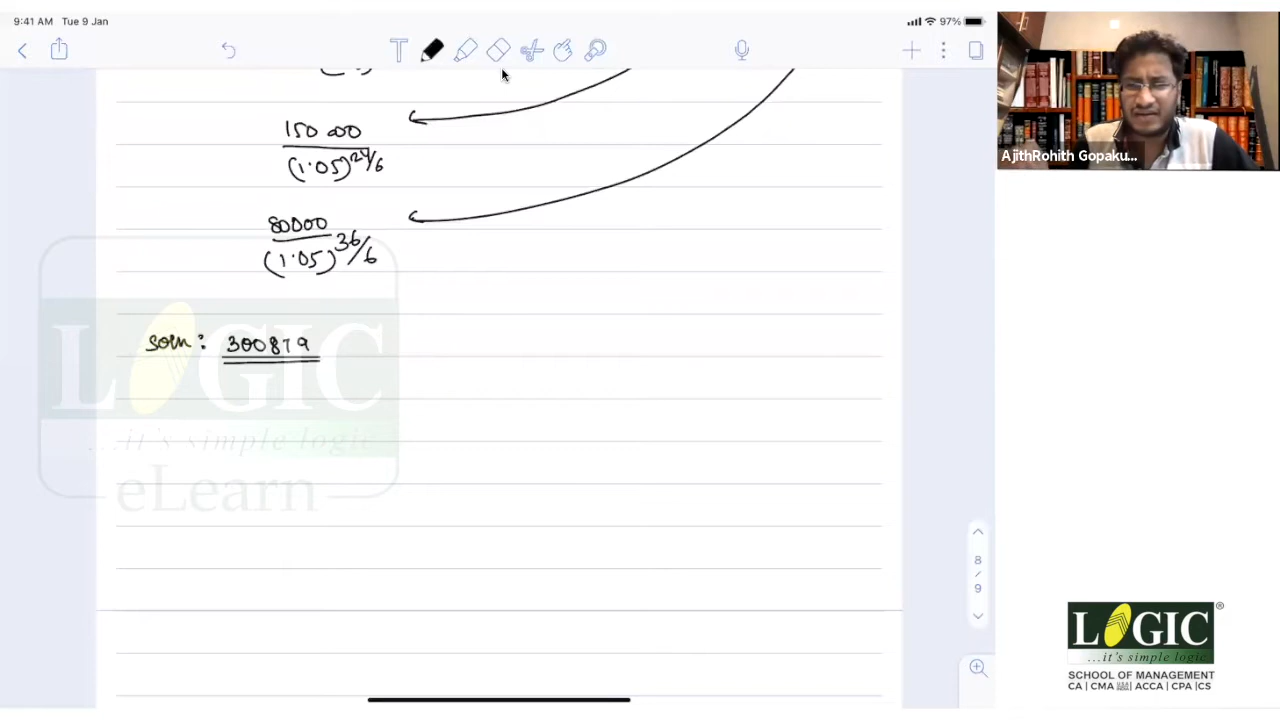 9:41 AM Tue 9 Jan
97%
T
150 000
(1.05)^24/6
80000
(1.05)^36/6
Soln : 300879
LOGIC
...it's simple logic
eLearn
8
/
9
AjithRohith Gopaku...
LOGIC ®
...it's simple logic
SCHOOL OF MANAGEMENT
CA | CMA | ACCA | CPA |CS